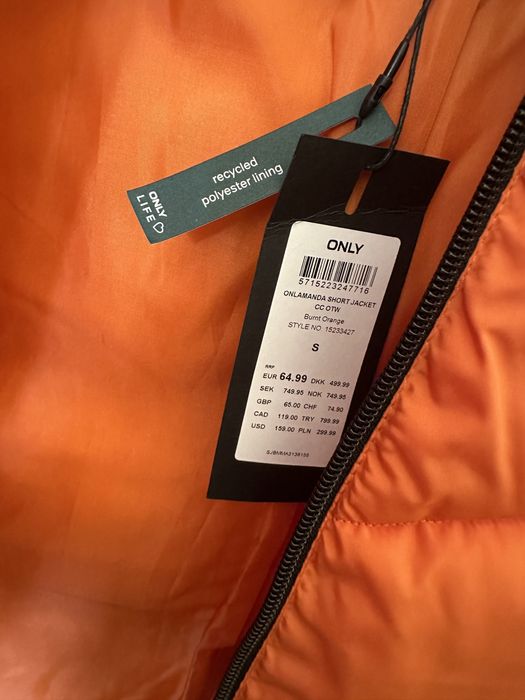 recycled
polyester lining
ONLY
LIFE
ONLY
5715223247716
ONLAMANDA SHORT JACKET
CC OTW
Burnt Orange
STYLE NO: 15233427
S
RRP
EUR 64.99 DKK 499.99
SEK 749.95 NOK 749.95
GBP 65.00 CHF 74.90
CAD 119.00 TRY 799.99
USD 159.00 PLN 299.99